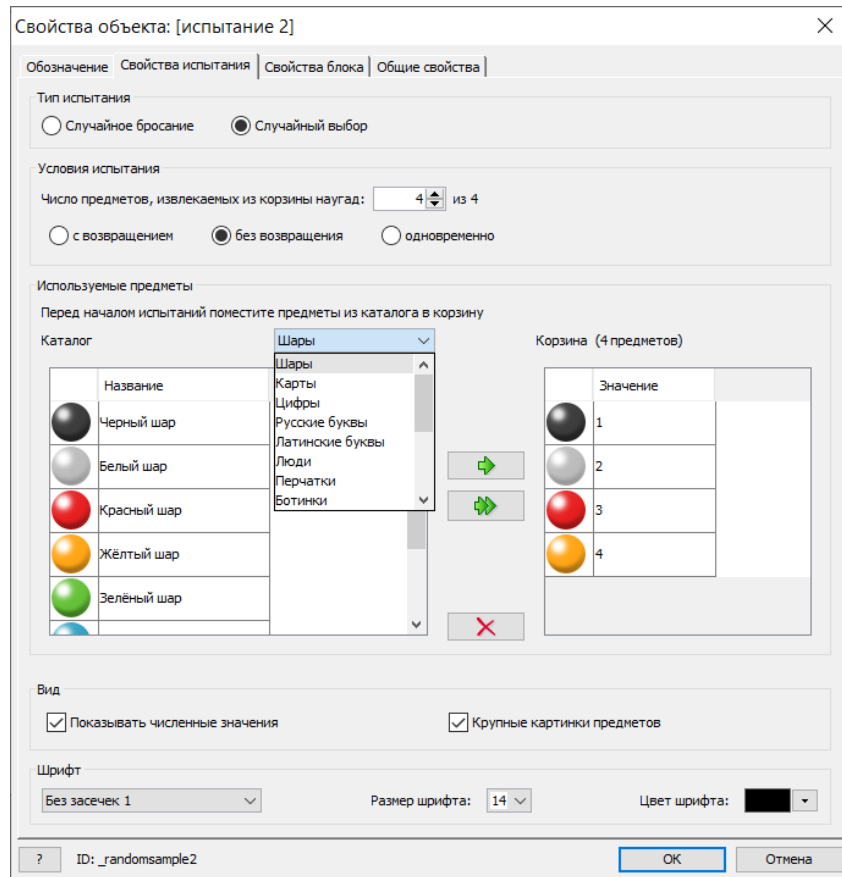 Свойства объекта: [испытание 2]
Обозначение Свойства испытания Свойства блока Общие свойства
Тип испытания
Случайное бросание Случайный выбор
Условия испытания
Число предметов, извлекаемых из корзины наугад: 4 из 4
с возвращением без возвращения одновременно
Используемые предметы
Перед началом испытаний поместите предметы из каталога в корзину
Каталог Шары Корзина (4 предметов)
Шары
Название Карты Значение
Цифры
Черный шар Русские буквы 1
Латинские буквы
Белый шар Люди 2
Перчатки
Красный шар Ботинки 3
Жёлтый шар 4
Зелёный шар
Вид
Показывать численные значения Крупные картинки предметов
Шрифт
Без засечек 1 Размер шрифта: 14 Цвет шрифта:
? ID: _randomsample2 OK Отмена